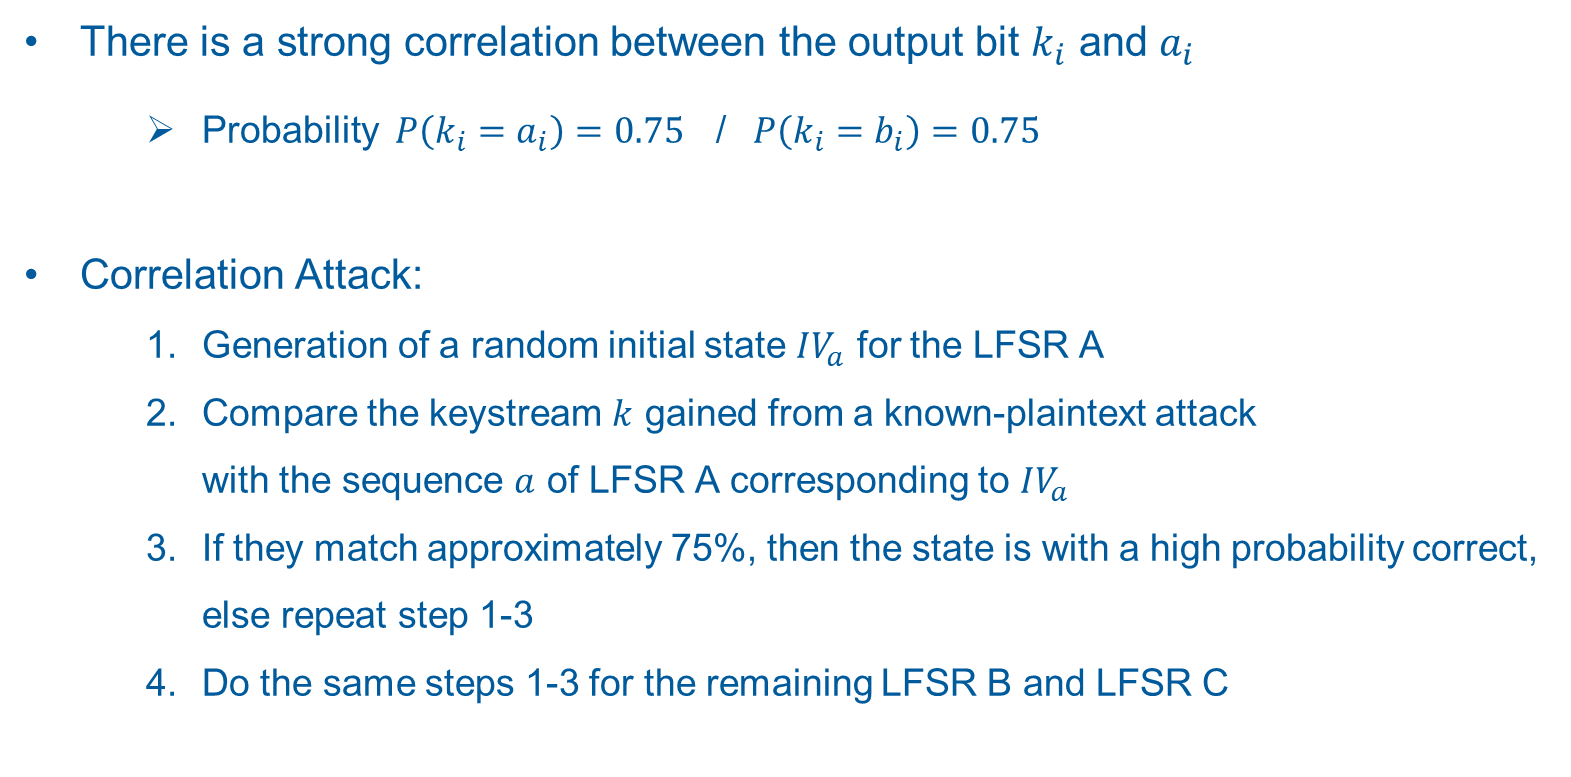 • There is a strong correlation between the output bit kᵢ and aᵢ
➢ Probability P(kᵢ = aᵢ) = 0.75 / P(kᵢ = bᵢ) = 0.75
• Correlation Attack:
1. Generation of a random initial state IVₐ for the LFSR A
2. Compare the keystream k gained from a known-plaintext attack
with the sequence a of LFSR A corresponding to IVₐ
3. If they match approximately 75%, then the state is with a high probability correct,
else repeat step 1-3
4. Do the same steps 1-3 for the remaining LFSR B and LFSR C